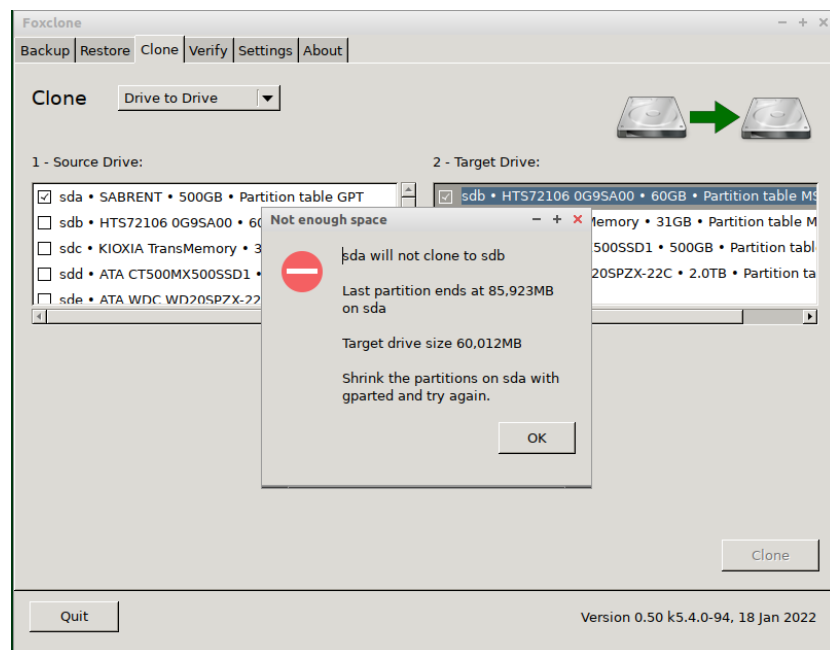 Foxclone
Backup Restore Clone Verify Settings About
Clone Drive to Drive
1 - Source Drive:
2 - Target Drive:
sda • SABRENT • 500GB • Partition table GPT
sdb • HTS72106 0G9SA00 • 60
sdc • KIOXIA TransMemory • 3
sdd • ATA CT500MX500SSD1 •
sde • ATA WDC WD20SPZX-22
sdb • HTS72106 0G9SA00 • 60GB • Partition table MS
Memory • 31GB • Partition table M
500SSD1 • 500GB • Partition tabl
20SPZX-22C • 2.0TB • Partition ta
Not enough space
sda will not clone to sdb
Last partition ends at 85,923MB
on sda
Target drive size 60,012MB
Shrink the partitions on sda with
gparted and try again.
OK
Clone
Quit
Version 0.50 k5.4.0-94, 18 Jan 2022